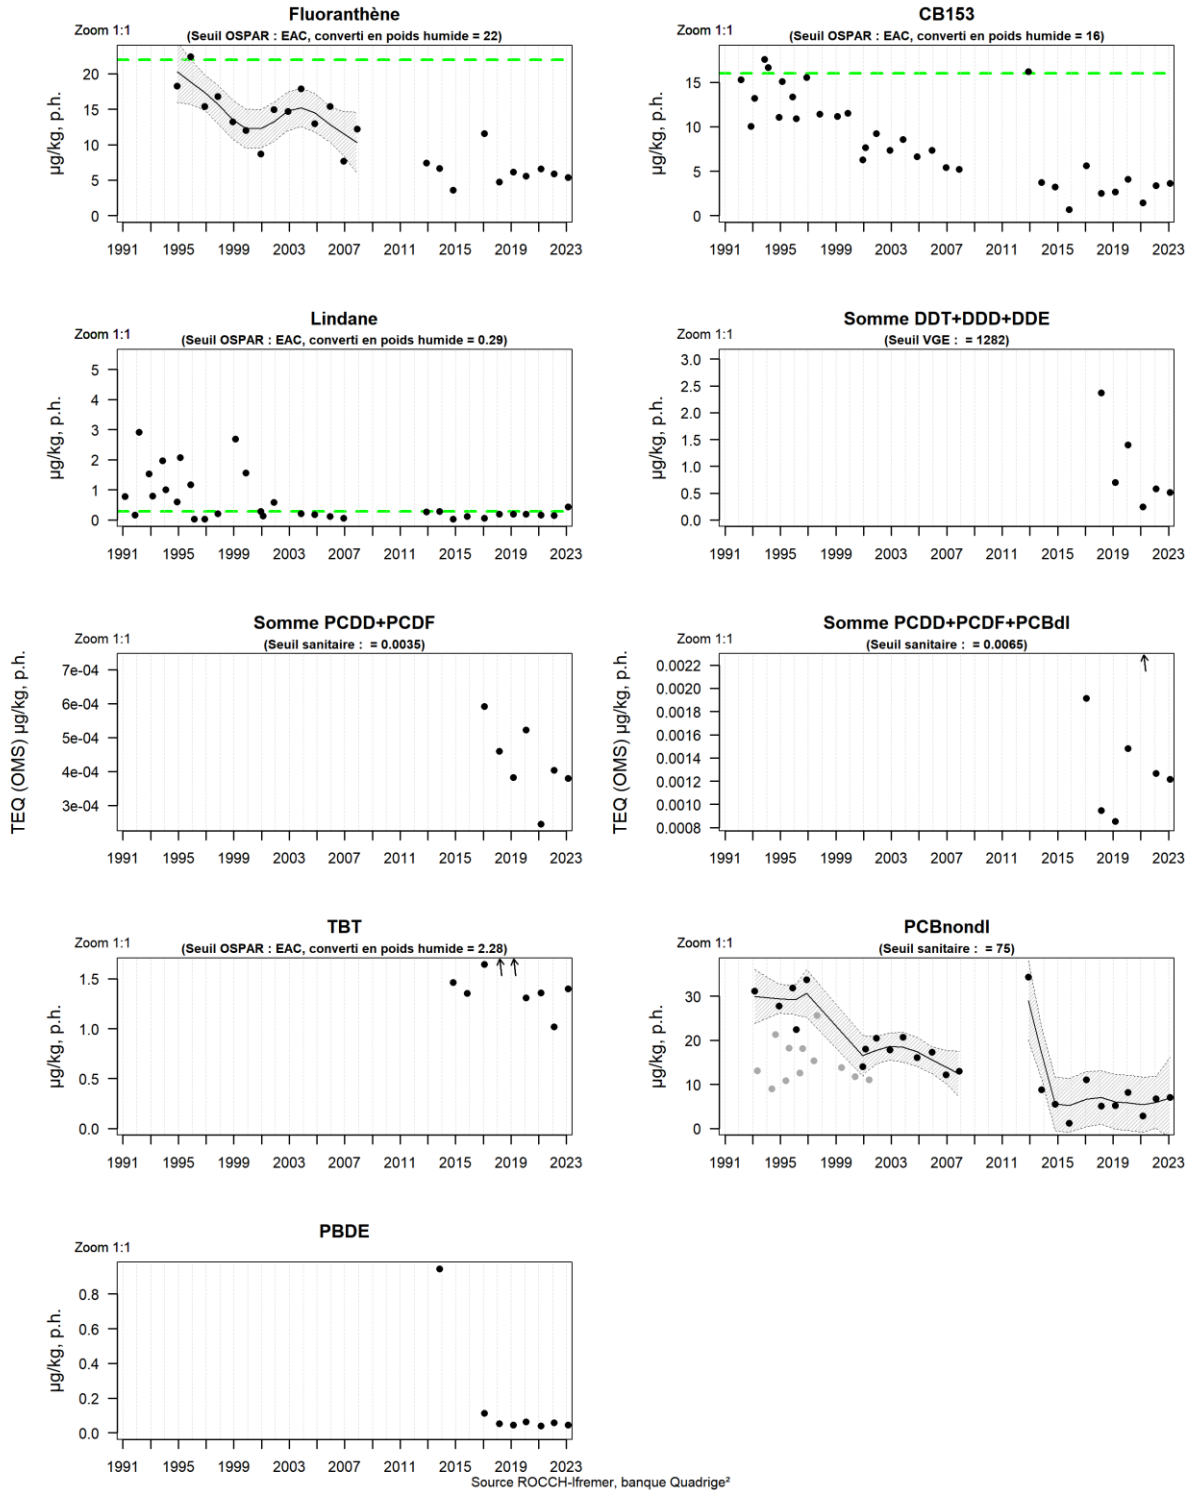 Fluoranthène
Zoom 1:1
(Seuil OSPAR : EAC, converti en poids humide = 22)
µg/kg, p.h.
20
15
10
5
0
1991 1995 1999 2003 2007 2011 2015 2019 2023
CB153
Zoom 1:1
(Seuil OSPAR : EAC, converti en poids humide = 16)
µg/kg, p.h.
15
10
5
0
1991 1995 1999 2003 2007 2011 2015 2019 2023
Lindane
Zoom 1:1
(Seuil OSPAR : EAC, converti en poids humide = 0.29)
µg/kg, p.h.
5
4
3
2
1
0
1991 1995 1999 2003 2007 2011 2015 2019 2023
Somme DDT+DDD+DDE
Zoom 1:1
(Seuil VGE : = 1282)
µg/kg, p.h.
3.0
2.5
2.0
1.5
1.0
0.5
0.0
1991 1995 1999 2003 2007 2011 2015 2019 2023
Somme PCDD+PCDF
Zoom 1:1
(Seuil sanitaire : = 0.0035)
TEQ (OMS) µg/kg, p.h.
7e-04
6e-04
5e-04
4e-04
3e-04
1991 1995 1999 2003 2007 2011 2015 2019 2023
Somme PCDD+PCDF+PCBdl
Zoom 1:1
(Seuil sanitaire : = 0.0065)
TEQ (OMS) µg/kg, p.h.
0.0022
0.0020
0.0018
0.0016
0.0014
0.0012
0.0010
0.0008
1991 1995 1999 2003 2007 2011 2015 2019 2023
TBT
Zoom 1:1
(Seuil OSPAR : EAC, converti en poids humide = 2.28)
µg/kg, p.h.
1.5
1.0
0.5
0.0
1991 1995 1999 2003 2007 2011 2015 2019 2023
PCBnondl
Zoom 1:1
(Seuil sanitaire : = 75)
µg/kg, p.h.
30
20
10
0
1991 1995 1999 2003 2007 2011 2015 2019 2023
PBDE
Zoom 1:1
µg/kg, p.h.
0.8
0.6
0.4
0.2
0.0
1991 1995 1999 2003 2007 2011 2015 2019 2023
Source ROCCH-Ifremer, banque Quadrige²